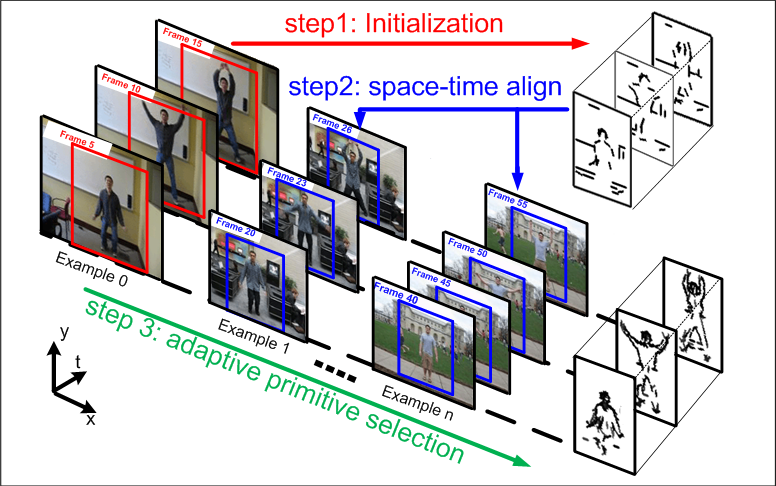 step1: Initialization
Frame 15
step2: space-time align
Frame 10
Frame 26
Frame 5
Frame 23
Frame 55
Frame 20
Frame 50
Frame 45
Frame 40
Example 0
Example 1
Example n
step 3: adaptive primitive selection
y
t
x